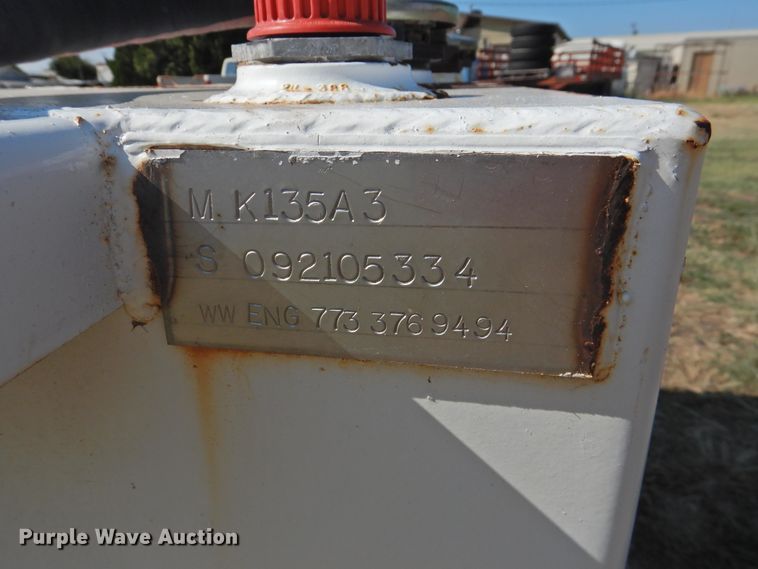 M K135A3
S 092105334
WW ENG 773 376 9494
Purple Wave Auction